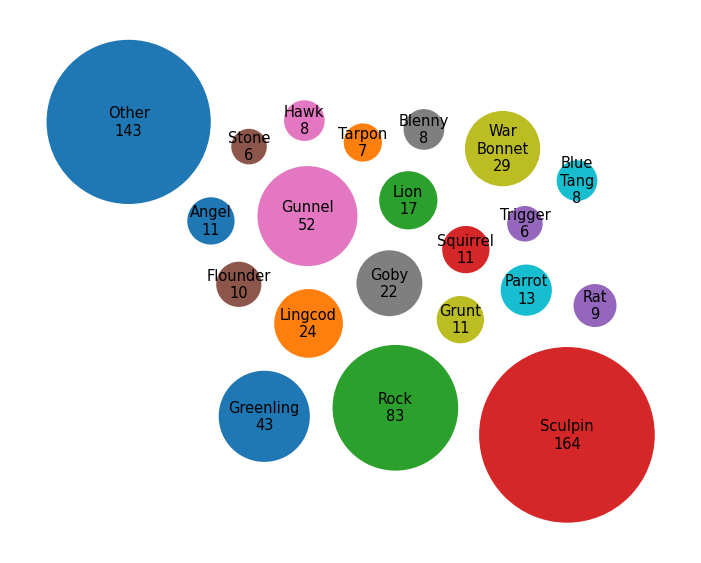 Other
143
Stone
6
Hawk
8
Tarpon
7
Blenny
8
War
Bonnet
29
Blue
Tang
8
Angel
11
Gunnel
52
Lion
17
Squirrel
11
Trigger
6
Flounder
10
Lingcod
24
Goby
22
Grunt
11
Parrot
13
Rat
9
Greenling
43
Rock
83
Sculpin
164